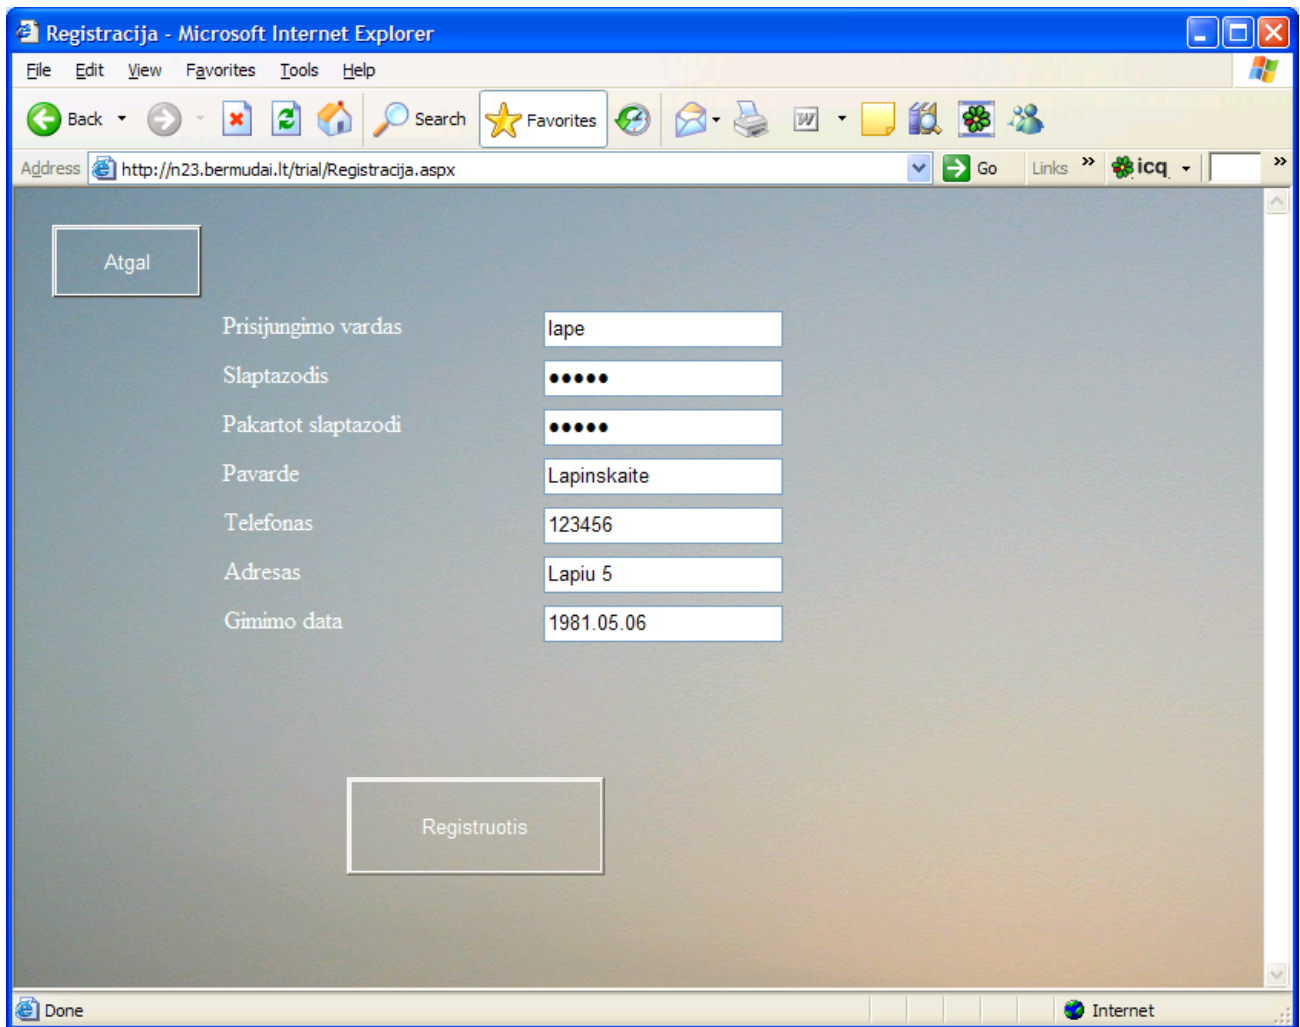 Registracija - Microsoft Internet Explorer
File Edit View Favorites Tools Help
Back Search Favorites W
Address http://n23.bermudai.lt/trial/Registracija.aspx Go Links » icq »
Atgal
Prisijungimo vardas lape
Slaptazodis •••••
Pakartot slaptazodi •••••
Pavarde Lapinskaite
Telefonas 123456
Adresas Lapiu 5
Gimimo data 1981.05.06
Registruotis
Done Internet